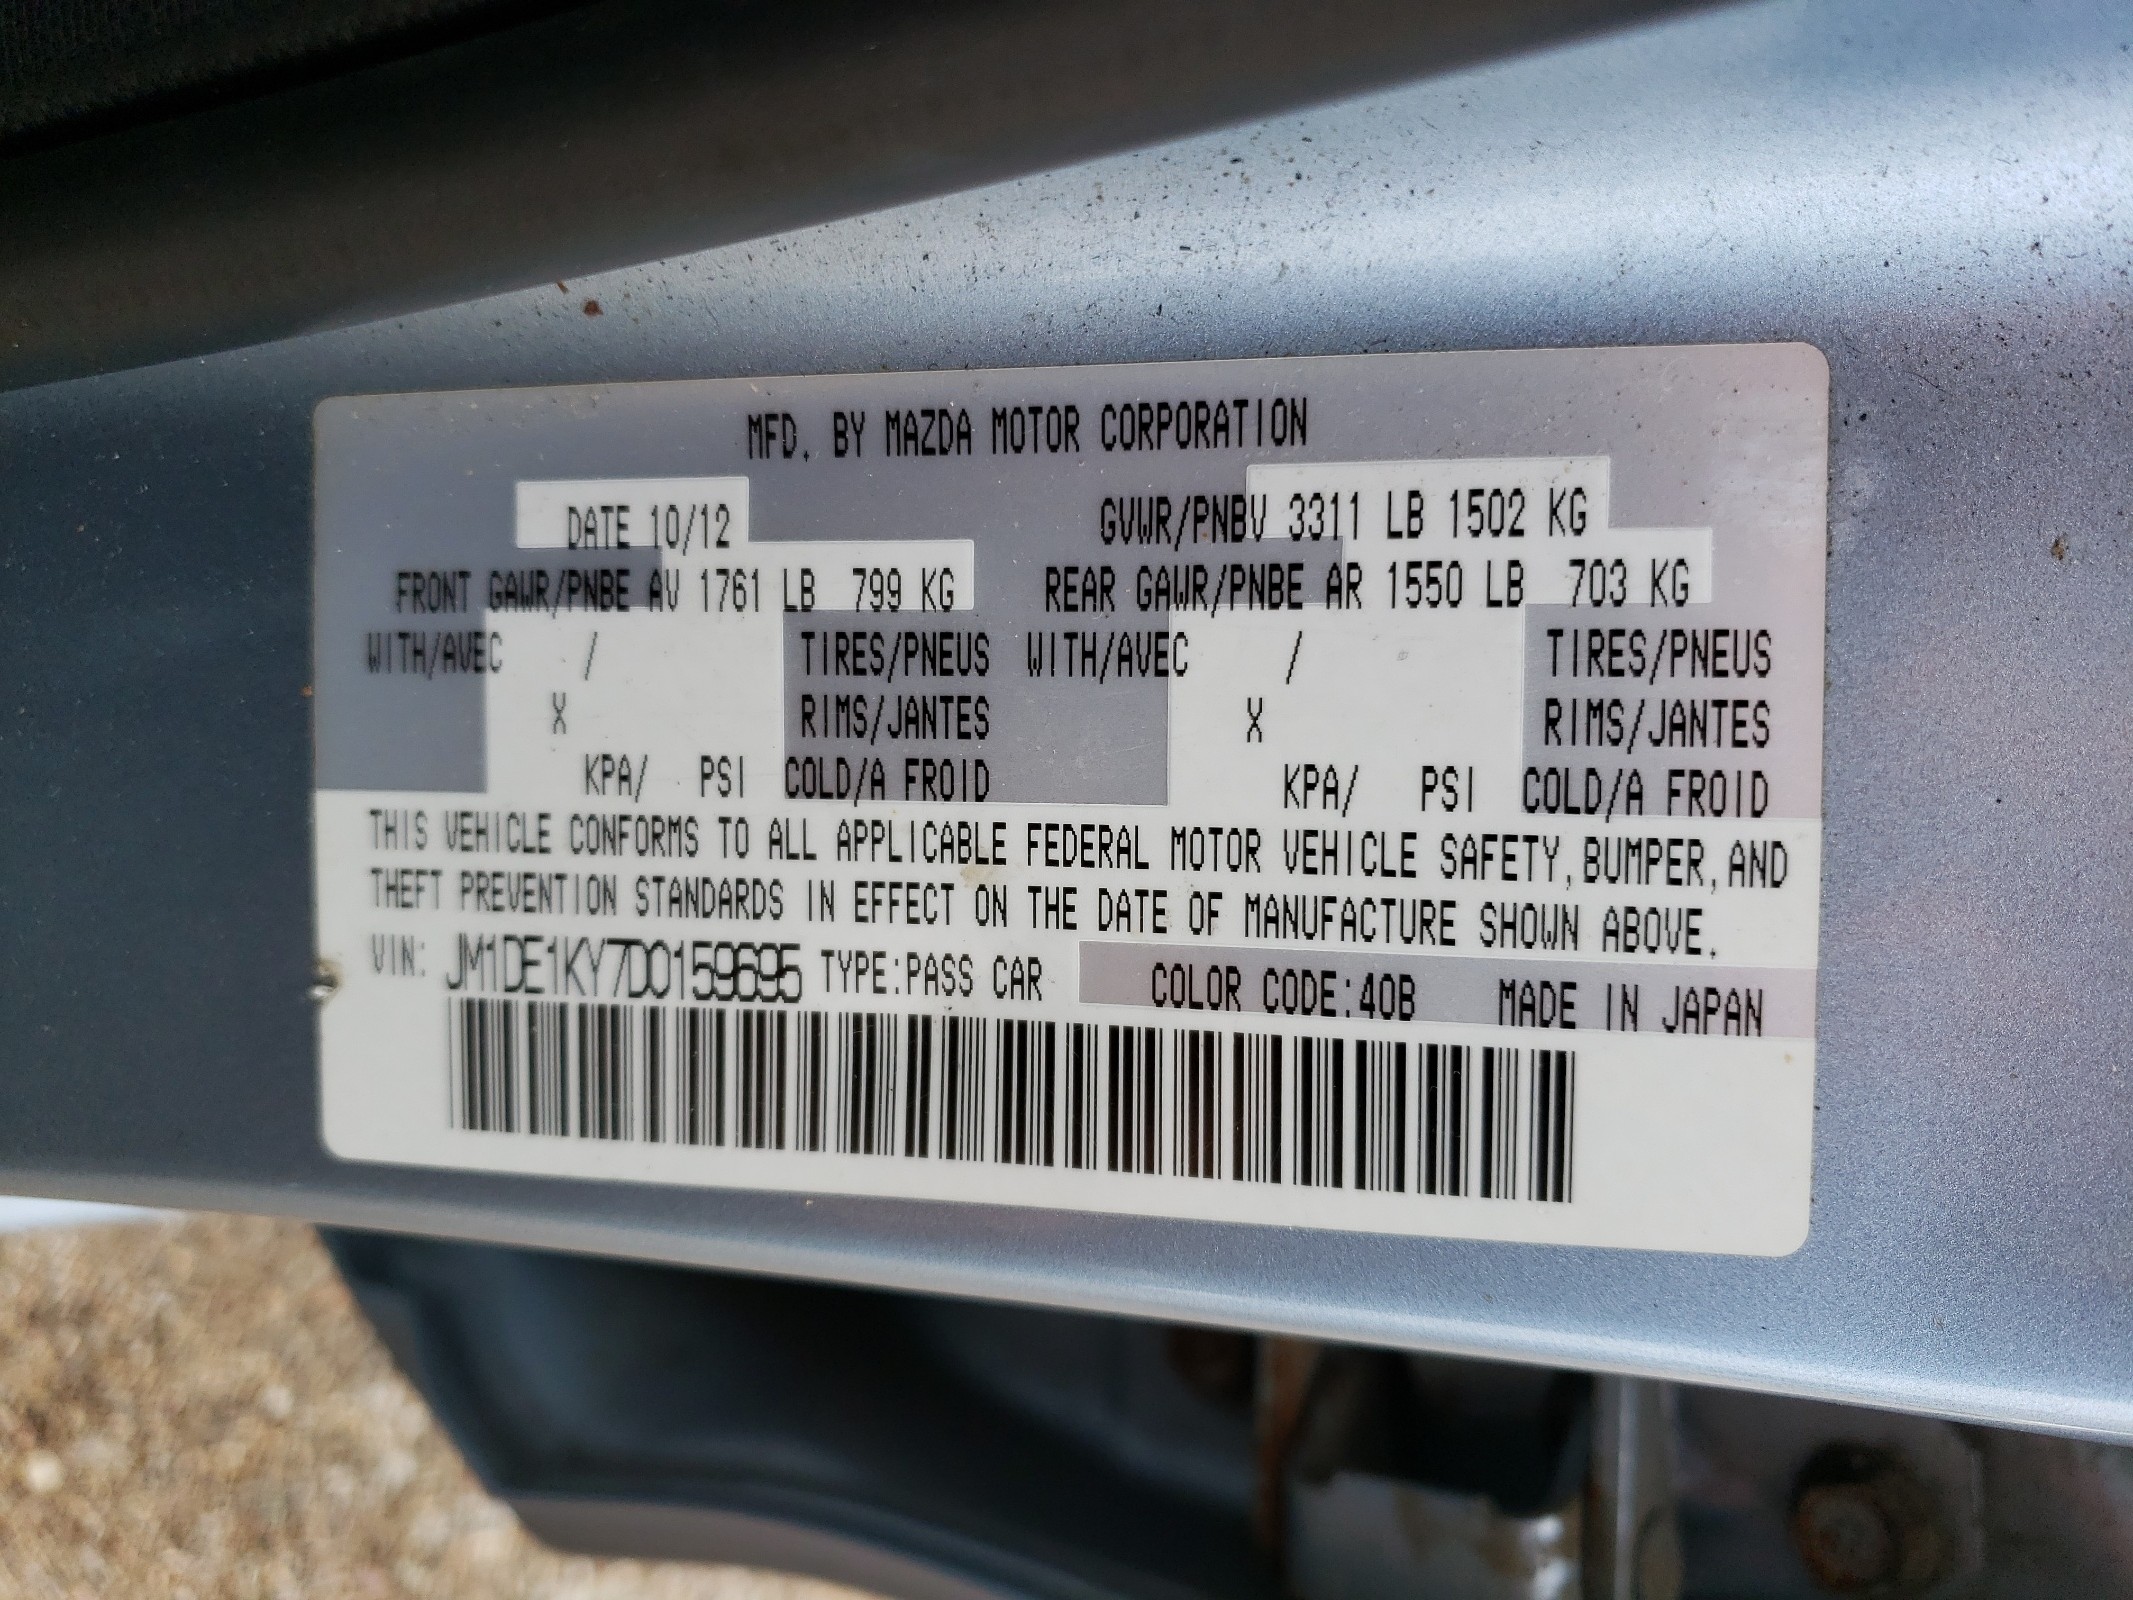 MFD. BY MAZDA MOTOR CORPORATION
DATE 10/12 GVWR/PNBV 3311 LB 1502 KG
FRONT GAWR/PNBE AV 1761 LB 799 KG REAR GAWR/PNBE AR 1550 LB 703 KG
WITH/AVEC / TIRES/PNEUS WITH/AVEC / TIRES/PNEUS
X RIMS/JANTES X RIMS/JANTES
KPA/ PSI COLD/A FROID KPA/ PSI COLD/A FROID
THIS VEHICLE CONFORMS TO ALL APPLICABLE FEDERAL MOTOR VEHICLE SAFETY, BUMPER, AND
THEFT PREVENTION STANDARDS IN EFFECT ON THE DATE OF MANUFACTURE SHOWN ABOVE.
VIN: JM1DE1KY7D0159695 TYPE:PASS CAR COLOR CODE:40B MADE IN JAPAN